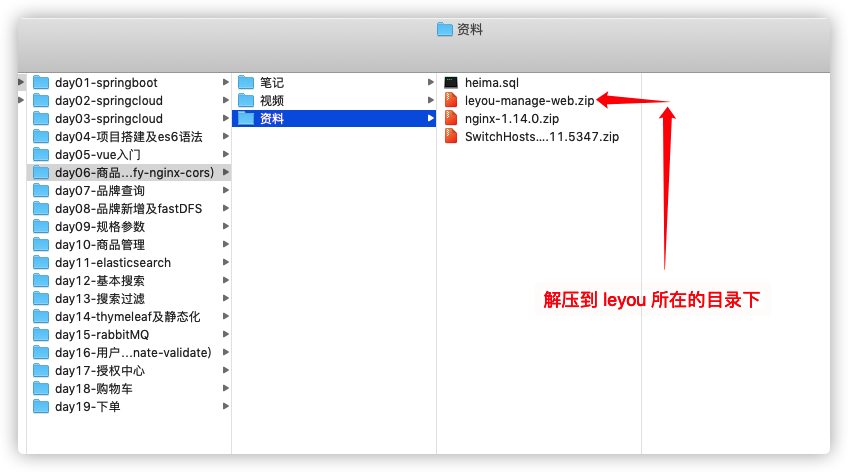 资料
day01-springboot
day02-springcloud
day03-springcloud
day04-项目搭建及es6语法
day05-vue入门
day06-商品...fy-nginx-cors)
day07-品牌查询
day08-品牌新增及fastDFS
day09-规格参数
day10-商品管理
day11-elasticsearch
day12-基本搜索
day13-搜索过滤
day14-thymeleaf及静态化
day15-rabbitMQ
day16-用户...nate-validate)
day17-授权中心
day18-购物车
day19-下单
笔记
视频
资料
heima.sql
leyou-manage-web.zip
nginx-1.14.0.zip
SwitchHosts....11.5347.zip
解压到 leyou 所在的目录下